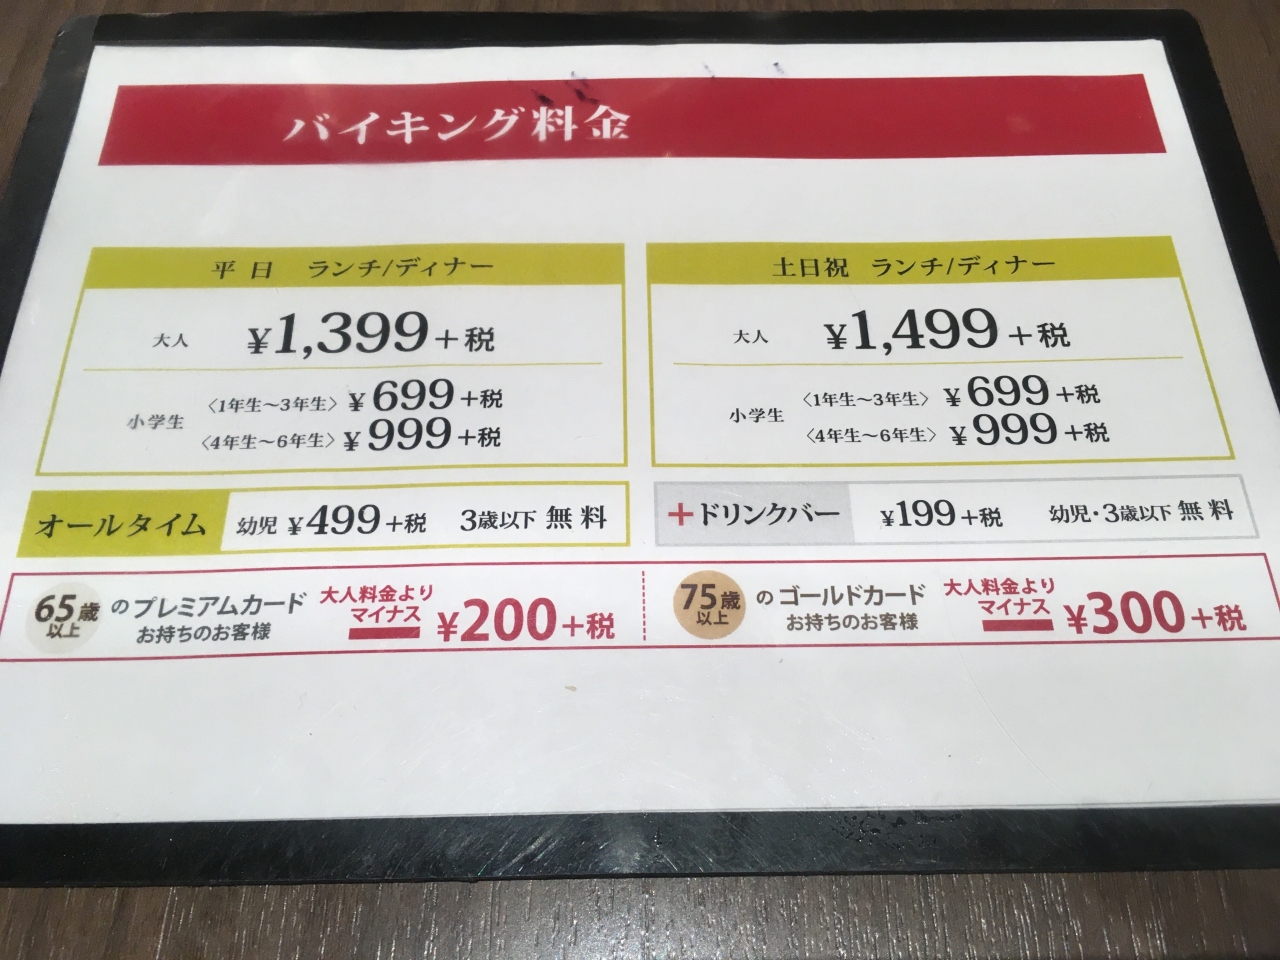 バイキング料金
平日 ランチ/ディナー
大人 ¥1,399+税
小学生 〈1年生〜3年生〉 ¥699+税
〈4年生〜6年生〉 ¥999+税
土日祝 ランチ/ディナー
大人 ¥1,499+税
小学生 〈1年生〜3年生〉 ¥699+税
〈4年生〜6年生〉 ¥999+税
オールタイム 幼児 ¥499+税 3歳以下 無料
+ドリンクバー ¥199+税 幼児・3歳以下 無料
65歳以上 のプレミアムカードお持ちのお客様 大人料金よりマイナス ¥200+税
75歳以上 のゴールドカードお持ちのお客様 大人料金よりマイナス ¥300+税